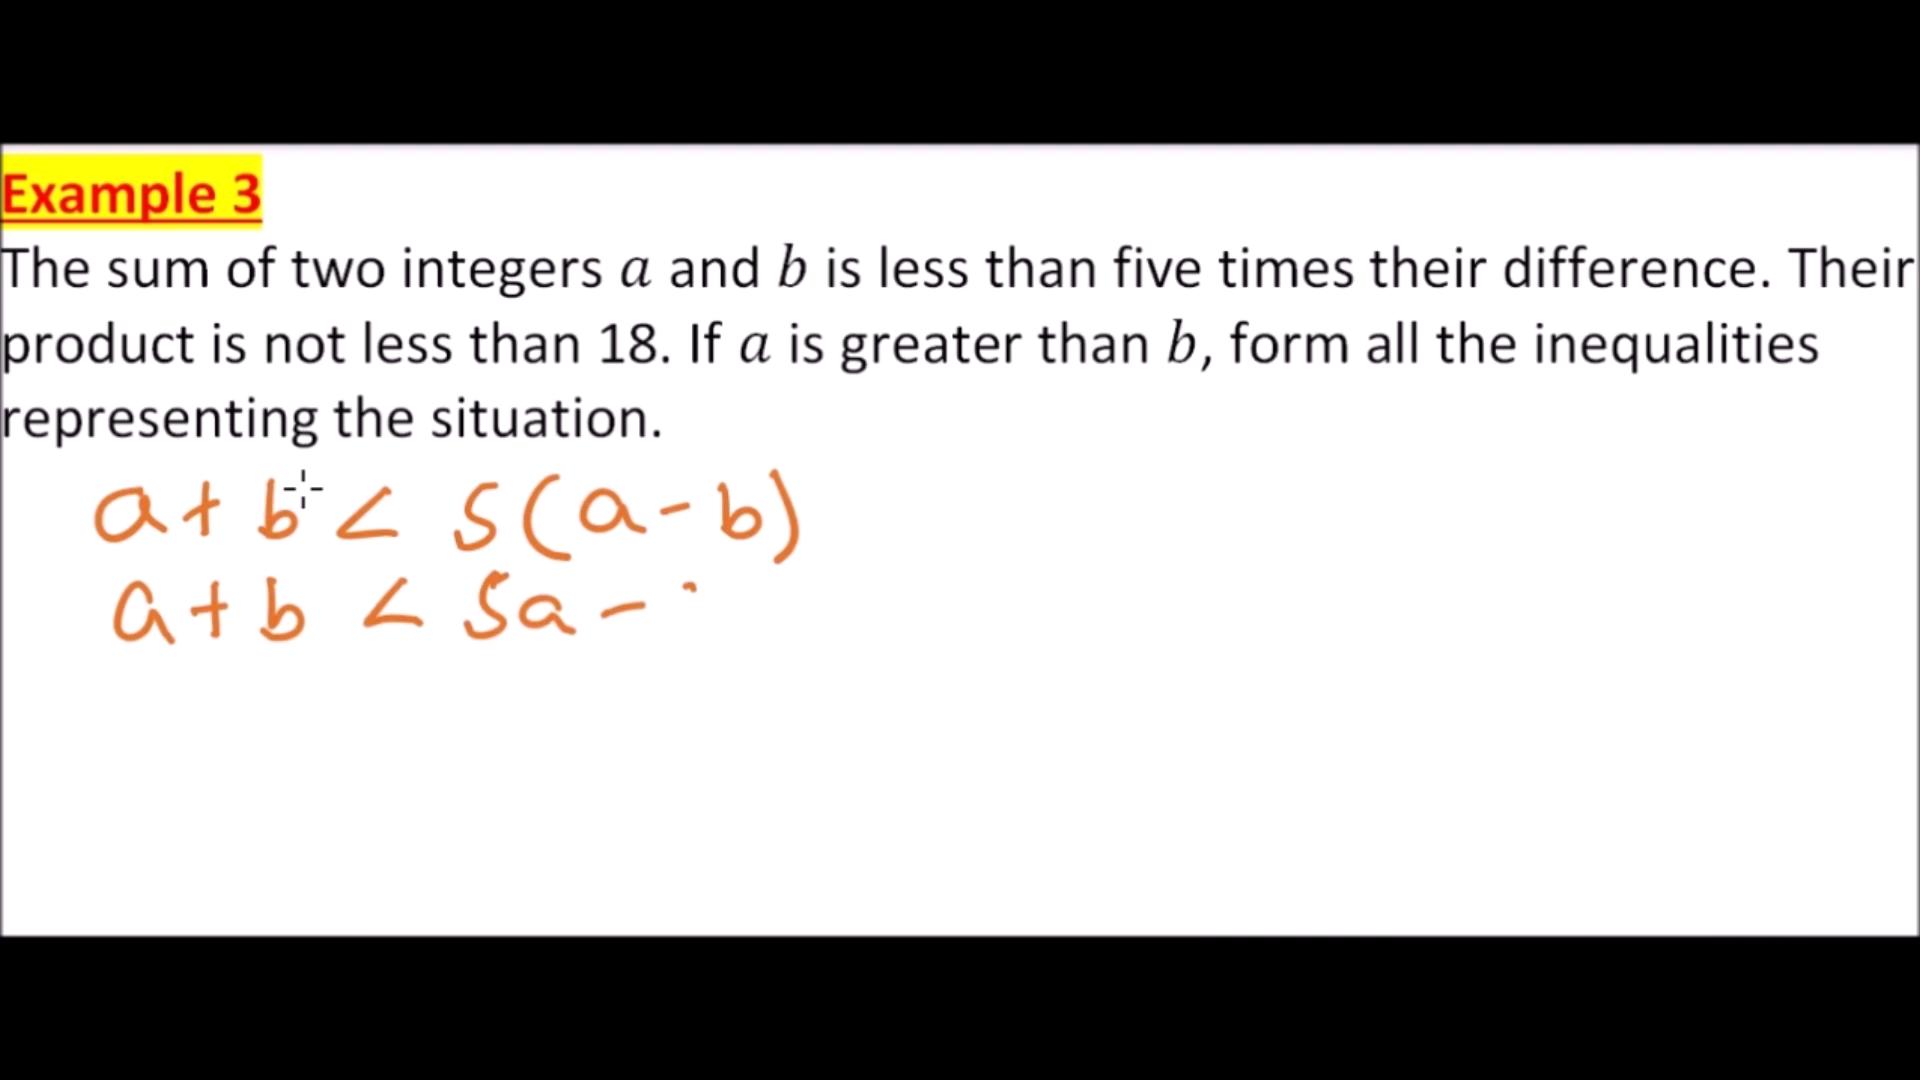 Example 3
The sum of two integers a and b is less than five times their difference. Their
product is not less than 18. If a is greater than b, form all the inequalities
representing the situation.
a + b < 5(a - b)
a + b < 5a -